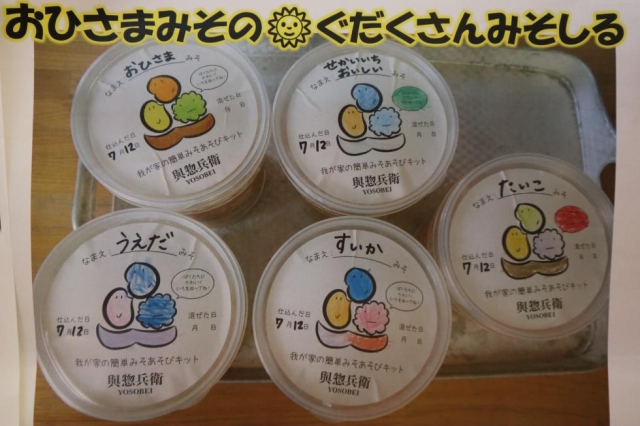 おひさまみその ぐだくさんみそしる
なまえ おひさま みそ
仕込んだ日
7月12日
混ぜた日
月 日
我が家の簡単みそあそびキット
與惣兵衛
YOSOBEI
せかいいち
なまえ おいしい みそ
仕込んだ日
7月12日
混ぜた日
月 日
我が家の簡単みそあそびキット
與惣兵衛
YOSOBEI
なまえ たいこ みそ
仕込んだ日
7月12日
混ぜた日
月 日
我が家の簡単みそあそびキット
與惣兵衛
YOSOBEI
なまえ うえだ みそ
仕込んだ日
7月12日
混ぜた日
月 日
我が家の簡単みそあそびキット
與惣兵衛
YOSOBEI
なまえ すいか みそ
仕込んだ日
7月12日
混ぜた日
月 日
我が家の簡単みそあそびキット
與惣兵衛
YOSOBEI